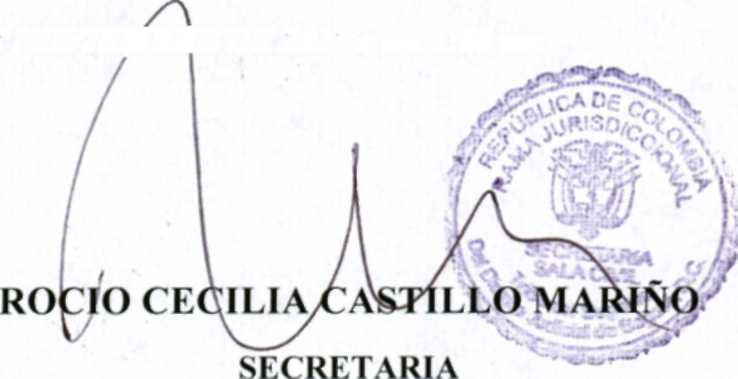 REPUBLICA DE COLOMBIA
RAMA JURISDICCIONAL
SECRETARIA
SALA CIVIL
ROCIO CECILIA CASTILLO MARIÑO
SECRETARIA